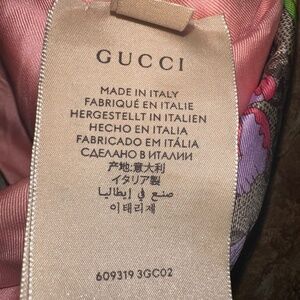 GUCCI
MADE IN ITALY
FABRIQUÉ EN ITALIE
HERGESTELLT IN ITALIEN
HECHO EN ITALIA
FABRICADO EM ITÁLIA
СДЕЛАНО В ИТАЛИИ
产地:意大利
イタリア製
صنع في إيطاليا
이태리제
609319 3GC02